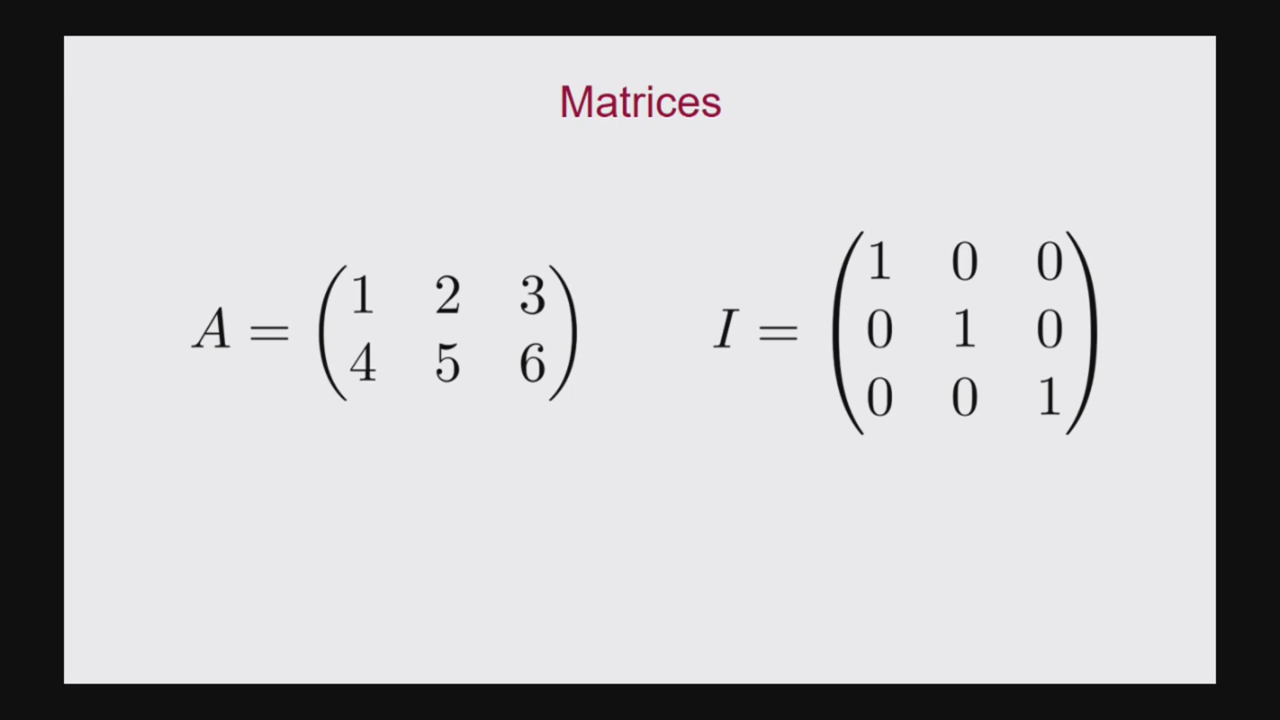 Matrices
A = (1 2 3
4 5 6)
I = (1 0 0
0 1 0
0 0 1)